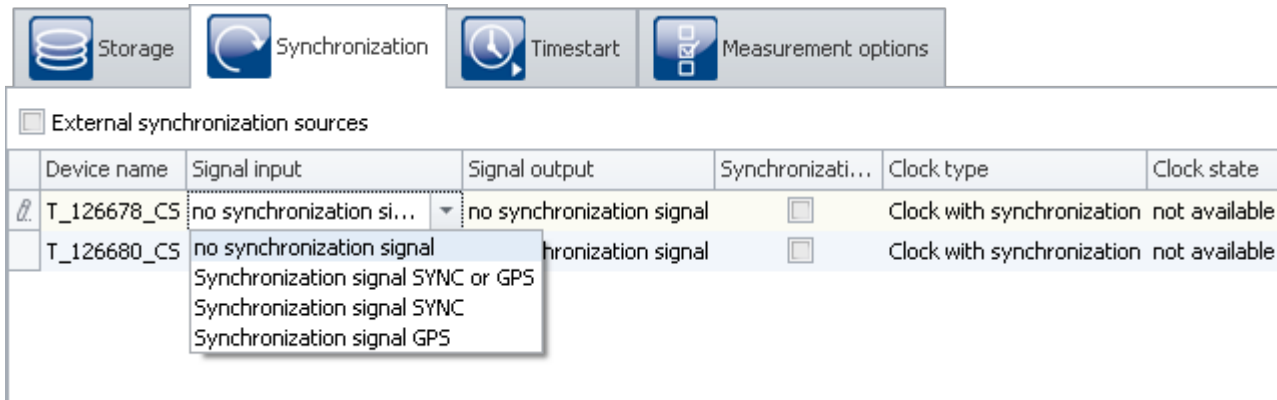 Storage Synchronization Timestart Measurement options
External synchronization sources
Device name Signal input Signal output Synchronizati... Clock type Clock state
T_126678_CS no synchronization si... no synchronization signal Clock with synchronization not available
T_126680_CS hronization signal Clock with synchronization not available
no synchronization signal
Synchronization signal SYNC or GPS
Synchronization signal SYNC
Synchronization signal GPS